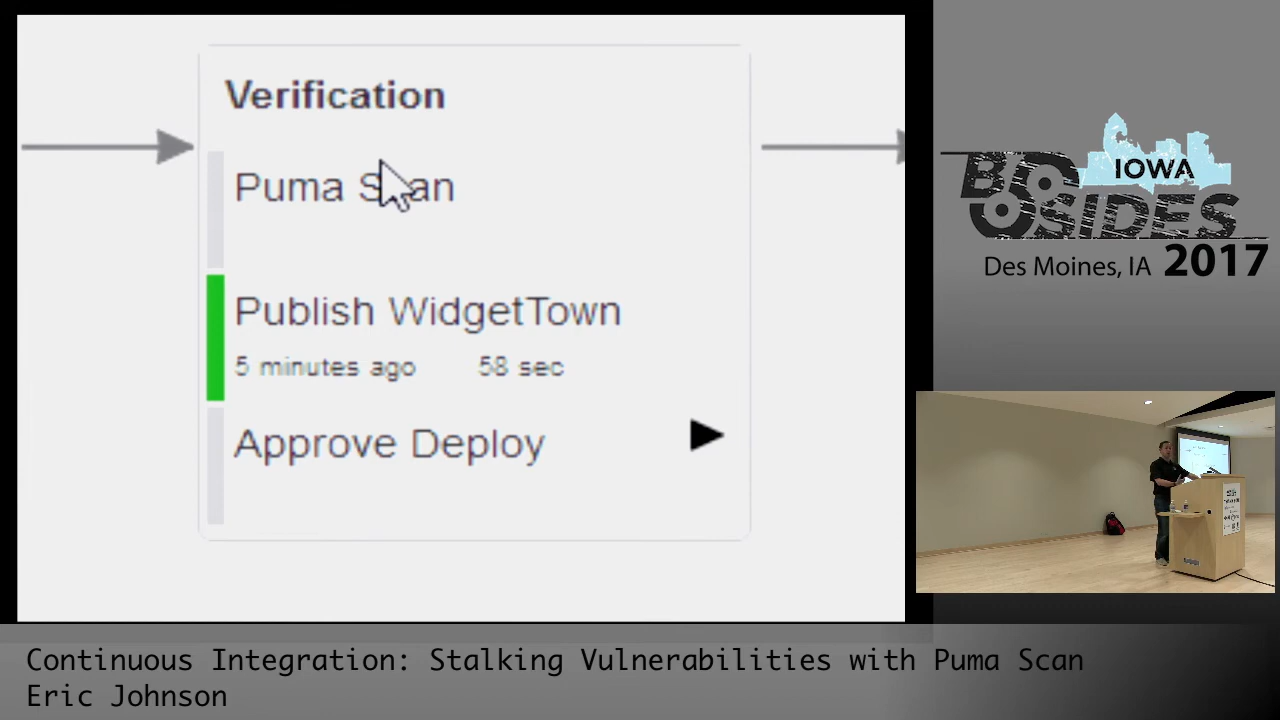 Verification
Puma Scan
Publish WidgetTown
5 minutes ago 58 sec
Approve Deploy
BSIDES
IOWA
Des Moines, IA 2017
Continuous Integration: Stalking Vulnerabilities with Puma Scan
Eric Johnson